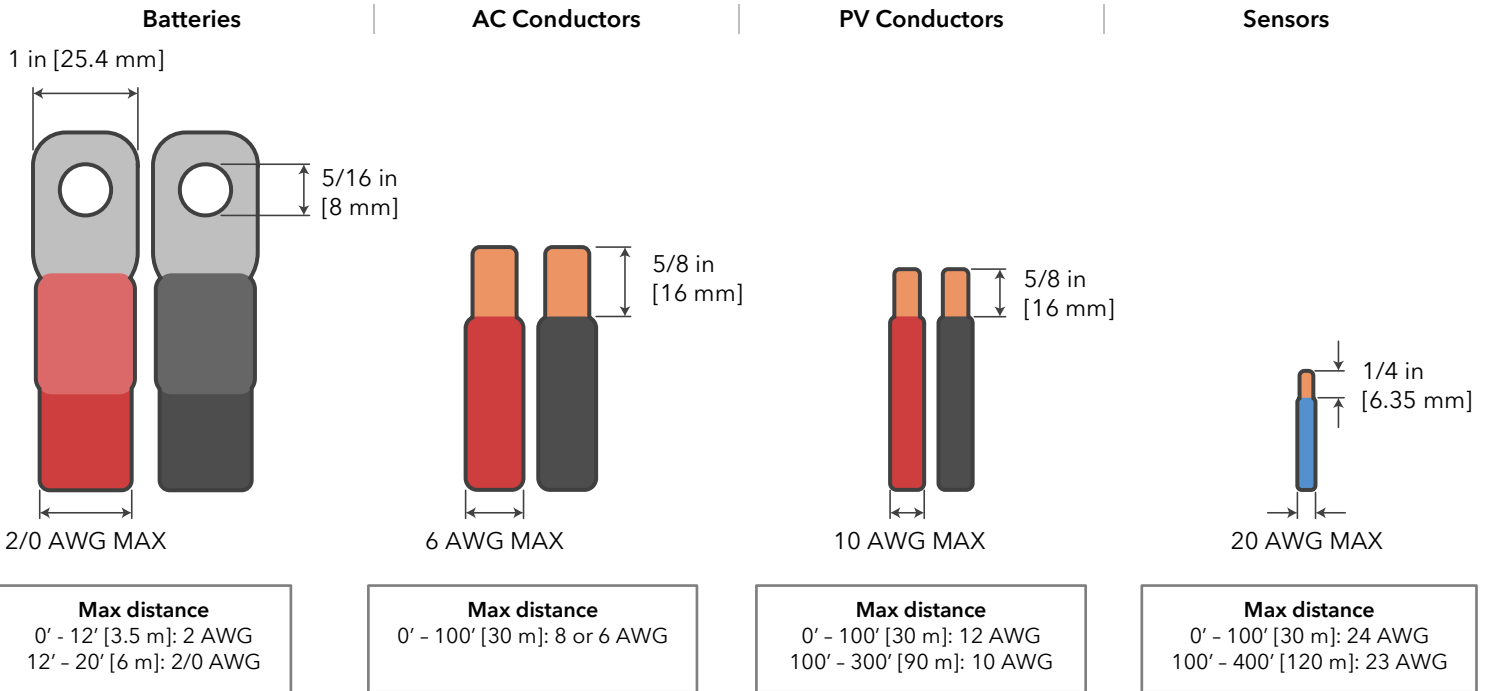 Batteries
AC Conductors
PV Conductors
Sensors
1 in [25.4 mm]
5/16 in
[8 mm]
5/8 in
[16 mm]
5/8 in
[16 mm]
1/4 in
[6.35 mm]
2/0 AWG MAX
6 AWG MAX
10 AWG MAX
20 AWG MAX
Max distance
0′ - 12′ [3.5 m]: 2 AWG
12′ – 20′ [6 m]: 2/0 AWG
Max distance
0′ – 100′ [30 m]: 8 or 6 AWG
Max distance
0′ – 100′ [30 m]: 12 AWG
100′ – 300′ [90 m]: 10 AWG
Max distance
0′ – 100′ [30 m]: 24 AWG
100′ – 400′ [120 m]: 23 AWG